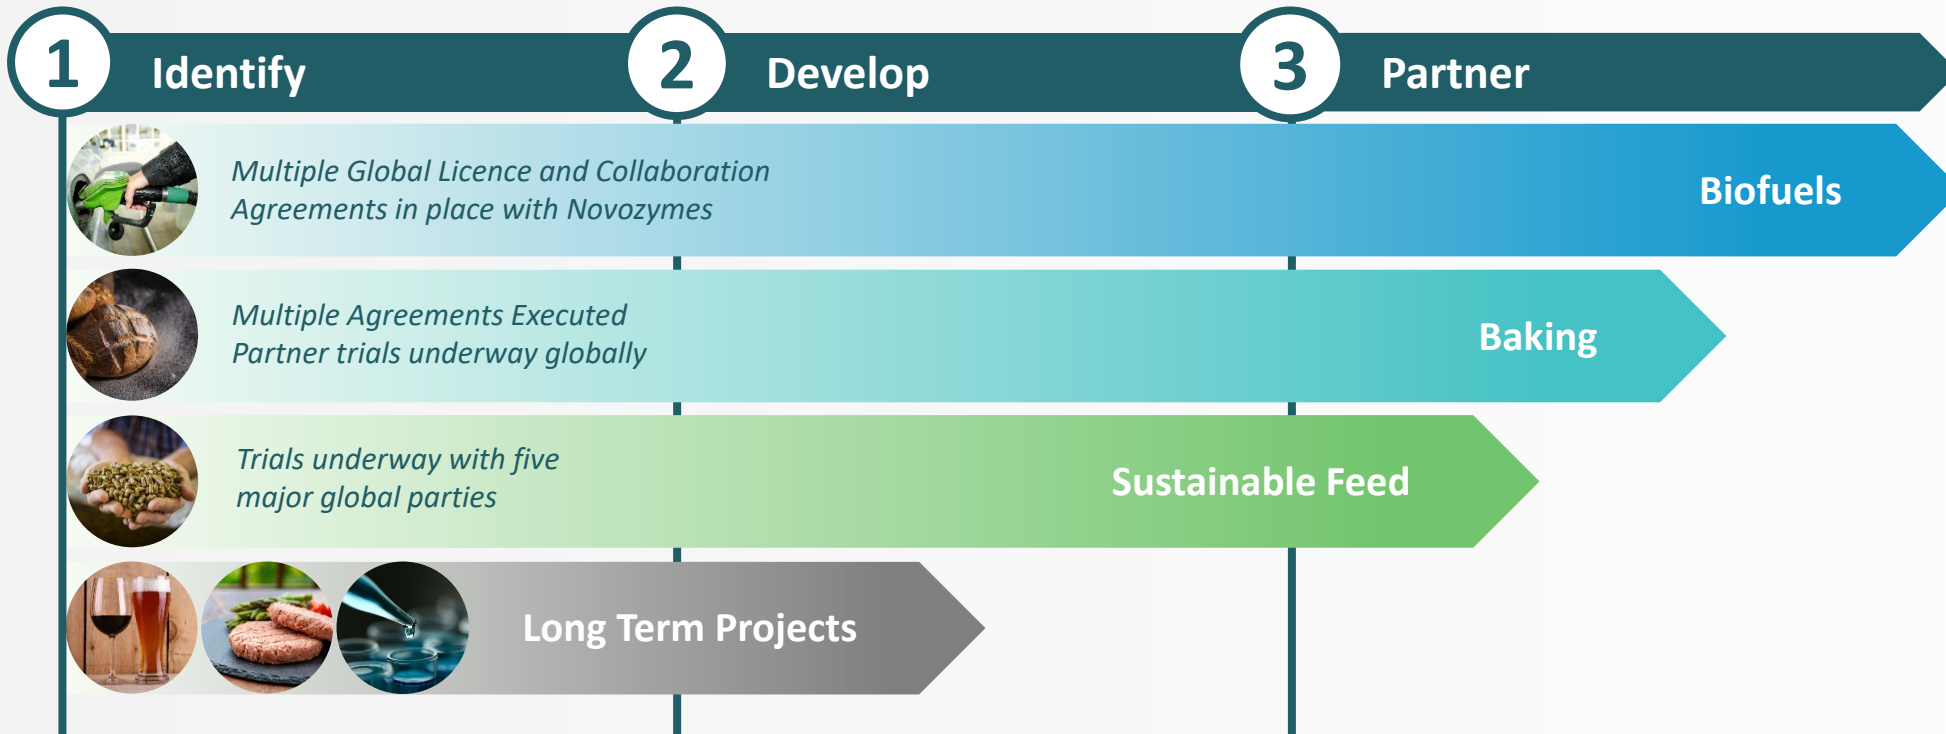 1 Identify 2 Develop 3 Partner
Multiple Global Licence and Collaboration
Agreements in place with Novozymes
Biofuels
Multiple Agreements Executed
Partner trials underway globally
Baking
Trials underway with five
major global parties
Sustainable Feed
Long Term Projects